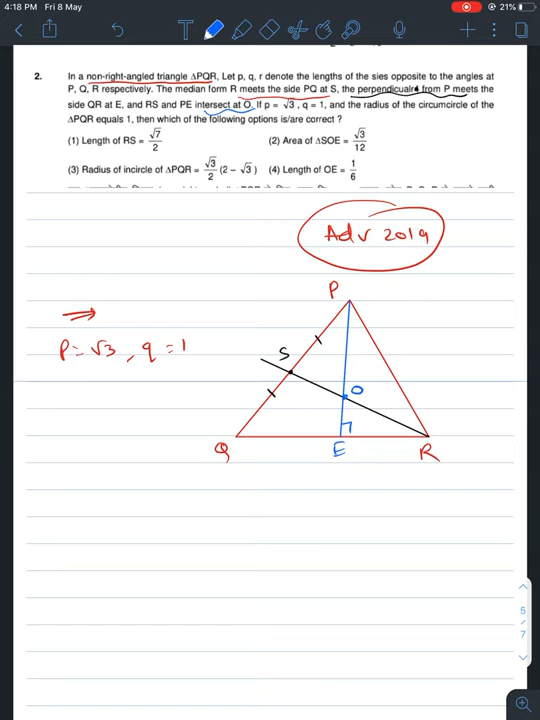 4:18 PM Fri 8 May
21%
2. In a non-right-angled triangle ΔPQR, Let p, q, r denote the lengths of the sies opposite to the angles at
P, Q, R respectively. The median form R meets the side PQ at S, the perpendicualr from P meets the
side QR at E, and RS and PE intersect at O. If p = √3 , q = 1, and the radius of the circumcircle of the
ΔPQR equals 1, then which of the following options is/are correct ?
(1) Length of RS = √7/2 (2) Area of ΔSOE = √3/12
(3) Radius of incircle of ΔPQR = √3/2 (2 − √3) (4) Length of OE = 1/6
Adv 2019
P
⇒
P = √3 , q = 1
S
O
Q
E
R
5
/
7